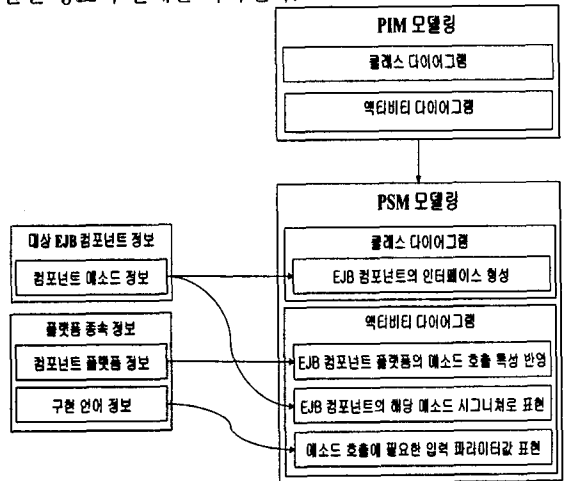 PIM 모델링
클래스 다이어그램
액티비티 다이어그램
PSM 모델링
클래스 다이어그램
EJB 컴포넌트의 인터페이스 형성
액티비티 다이어그램
EJB 컴포넌트 플랫폼의 메소드 호출 특성 반영
EJB 컴포넌트의 해당 메소드 시그니쳐로 표현
메소드 호출에 필요한 입력 파라미터값 표현
대상 EJB 컴포넌트 정보
컴포넌트 메소드 정보
플랫폼 종속 정보
컴포넌트 플랫폼 정보
구현 언어 정보